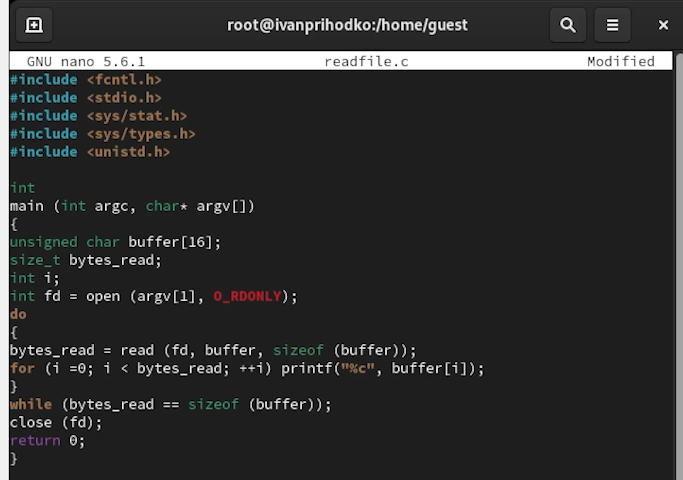 root@ivanprihodko:/home/guest
GNU nano 5.6.1 readfile.c Modified
#include <fcntl.h>
#include <stdio.h>
#include <sys/stat.h>
#include <sys/types.h>
#include <unistd.h>
int
main (int argc, char* argv[])
{
unsigned char buffer[16];
size_t bytes_read;
int i;
int fd = open (argv[1], O_RDONLY);
do
{
bytes_read = read (fd, buffer, sizeof (buffer));
for (i =0; i < bytes_read; ++i) printf("%c", buffer[i]);
}
while (bytes_read == sizeof (buffer));
close (fd);
return 0;
}